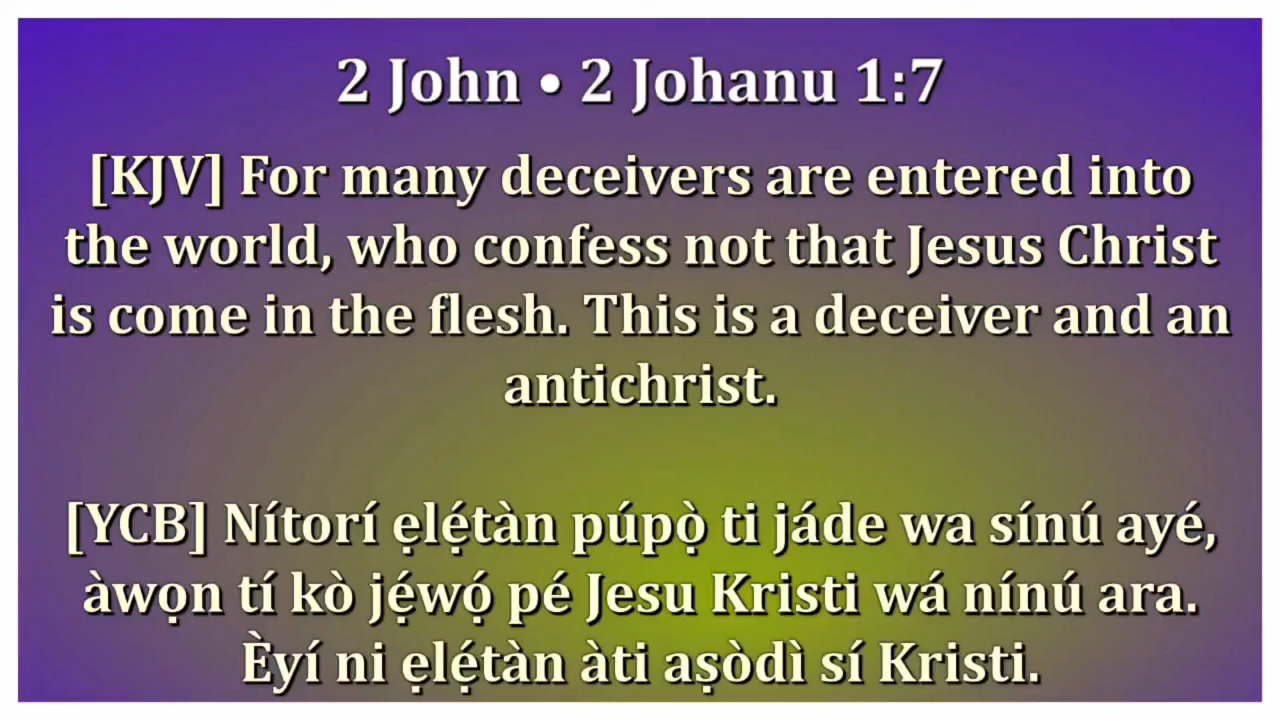 2 John • 2 Johanu 1:7
[KJV] For many deceivers are entered into
the world, who confess not that Jesus Christ
is come in the flesh. This is a deceiver and an
antichrist.
[YCB] Nítorí ẹlẹ́tàn púpọ̀ ti jáde wa sínú ayé,
àwọn tí kò jẹ́wọ́ pé Jesu Kristi wá nínú ara.
Èyí ni ẹlẹ́tàn àti aṣòdì sí Kristi.